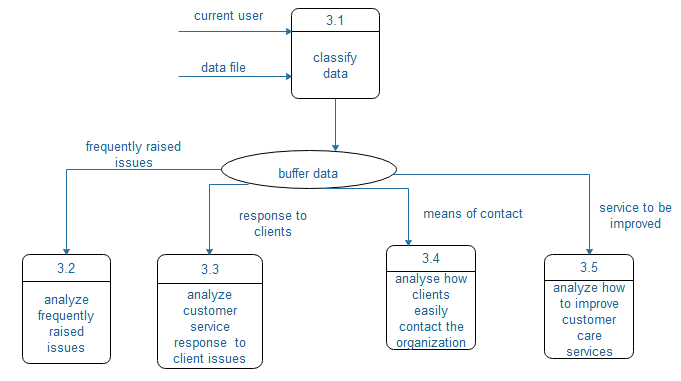 current user
3.1
classify
data
data file
frequently raised
issues
buffer data
response to
clients
means of contact
service to be
improved
3.2
analyze
frequently
raised
issues
3.3
analyze
customer
service
response to
client issues
3.4
analyse how
clients
easily
contact the
organization
3.5
analyze how
to improve
customer
care
services